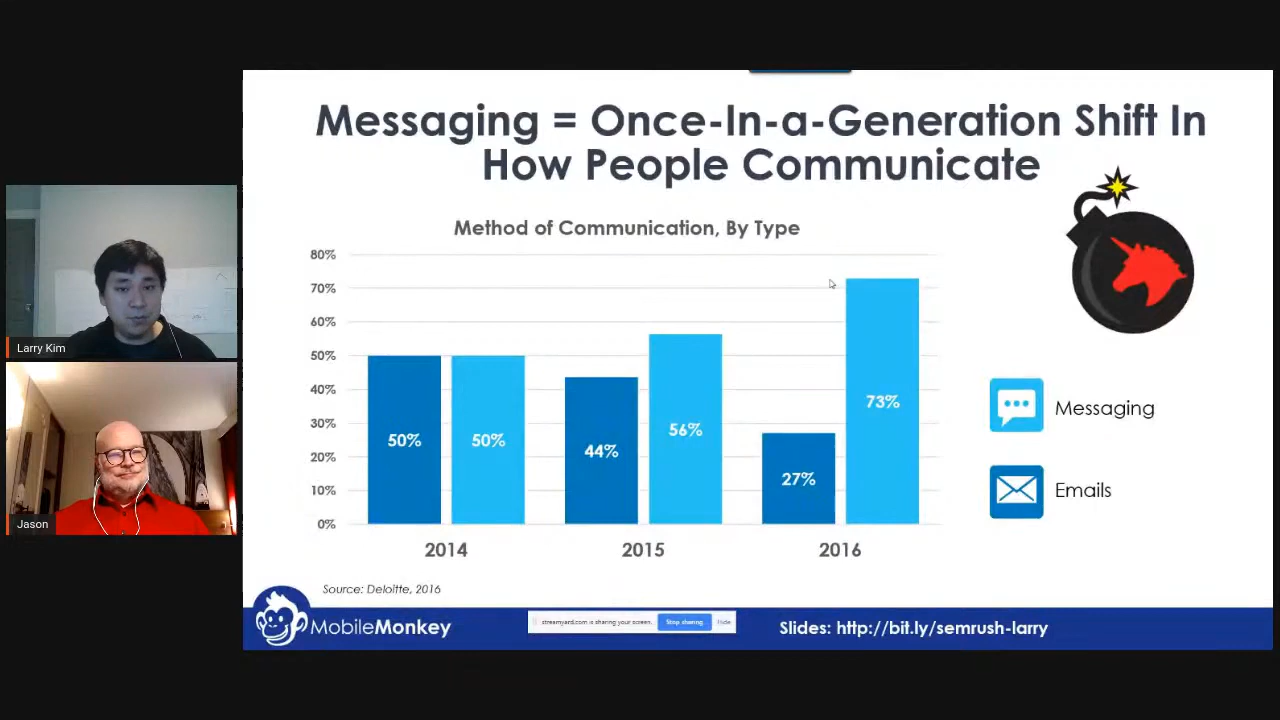 Messaging = Once-In-a-Generation Shift In
How People Communicate
Method of Communication, By Type
80%
70%
60%
50%
40%
30%
20%
10%
0%
50%
50%
44%
56%
27%
73%
2014
2015
2016
Messaging
Emails
Source: Deloitte, 2016
MobileMonkey
streamyard.com is sharing your screen.
Stop sharing
Hide
Slides: http://bit.ly/semrush-larry
Larry Kim
Jason